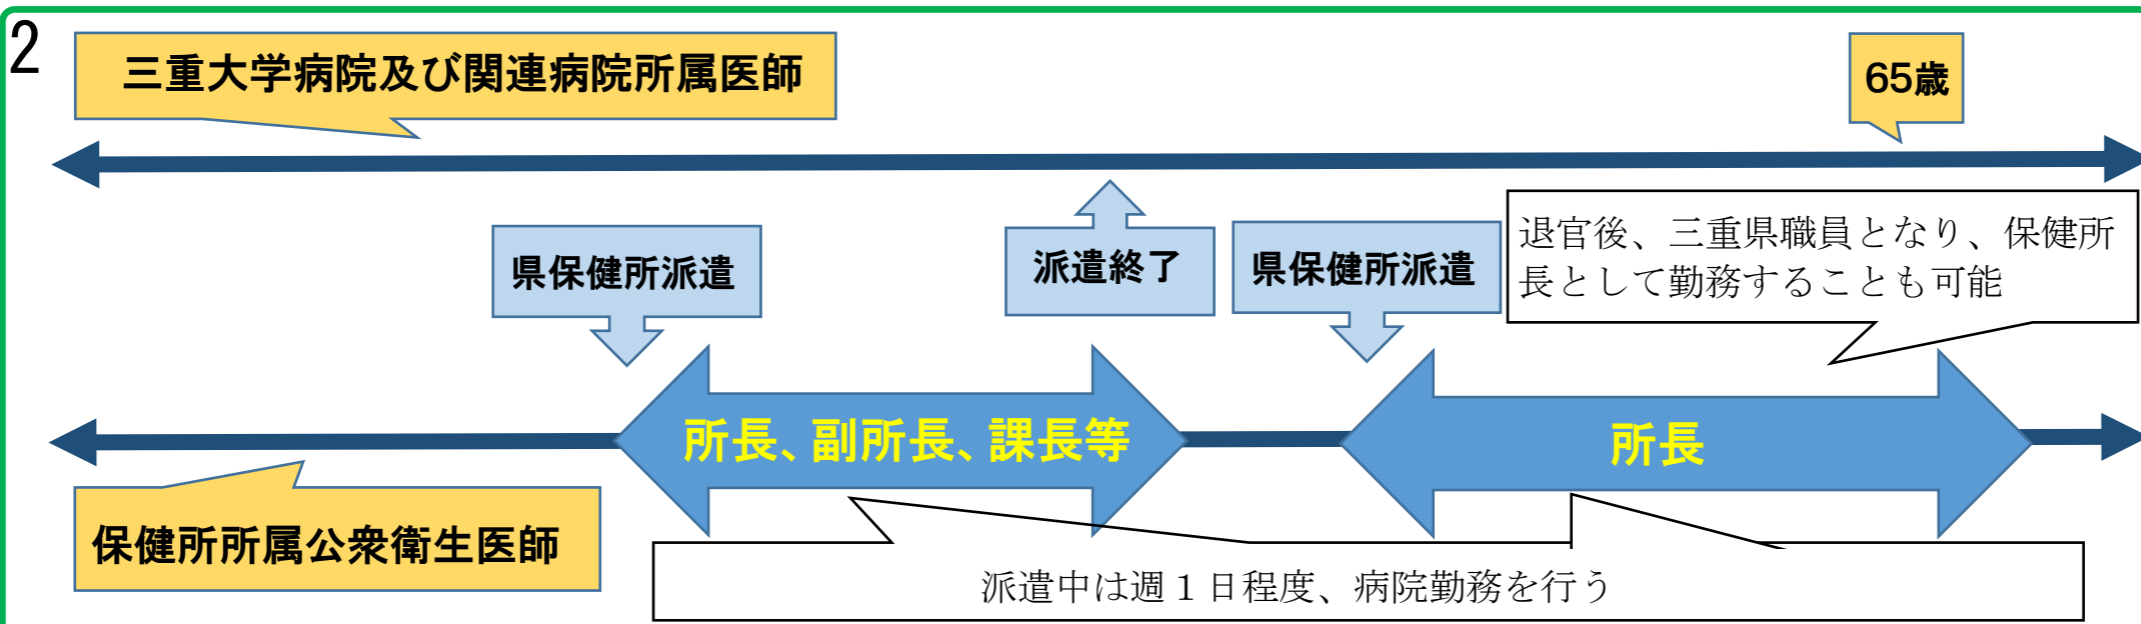 2
三重大学病院及び関連病院所属医師
65歳
県保健所派遣
派遣終了
県保健所派遣
退官後、三重県職員となり、保健所
長として勤務することも可能
所長、副所長、課長等
所長
保健所所属公衆衛生医師
派遣中は週１日程度、病院勤務を行う